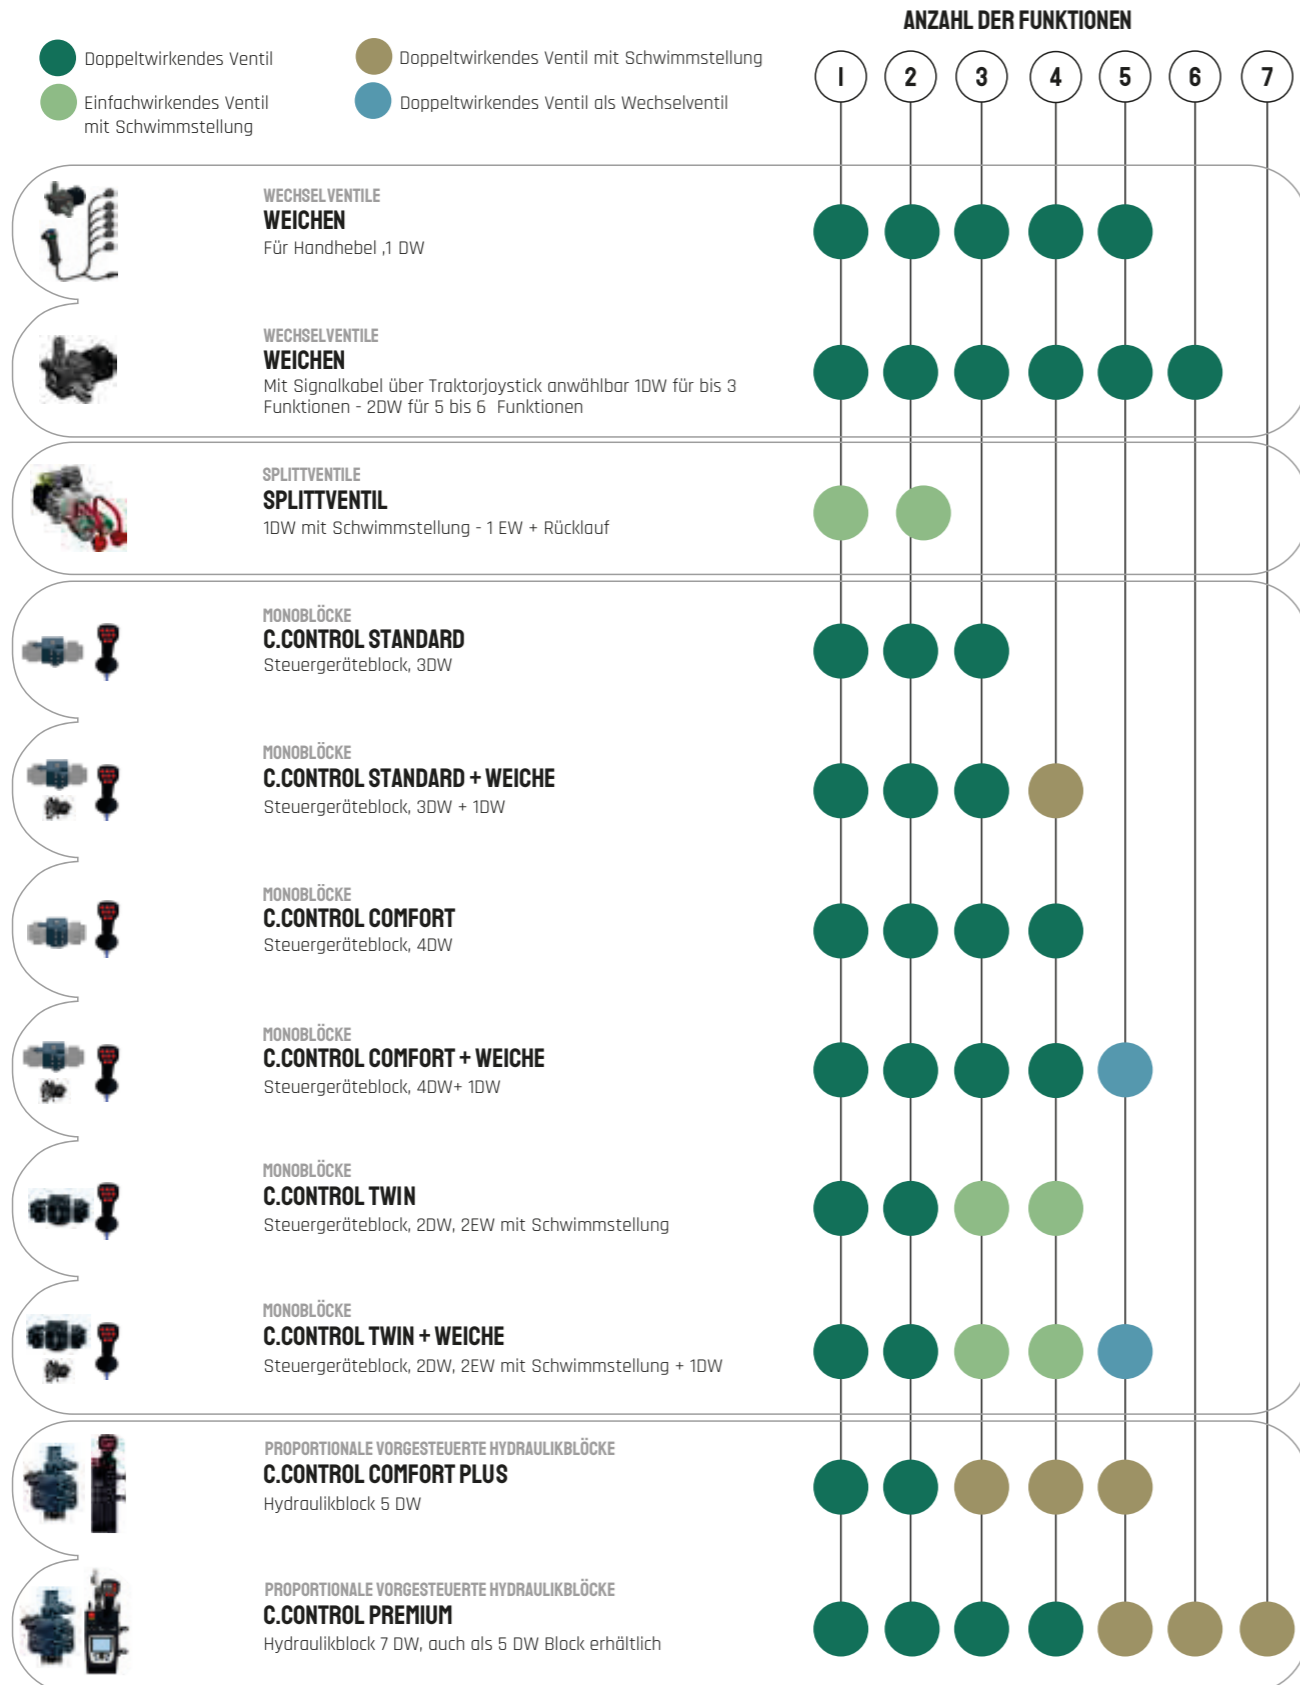 ANZAHL DER FUNKTIONEN
Doppeltwirkendes Ventil
Doppeltwirkendes Ventil mit Schwimmstellung
Einfachwirkendes Ventil
mit Schwimmstellung
Doppeltwirkendes Ventil als Wechselventil
1 2 3 4 5 6 7
WECHSELVENTILE
WEICHEN
Für Handhebel ,1 DW
WECHSELVENTILE
WEICHEN
Mit Signalkabel über Traktorjoystick anwählbar 1DW für bis 3
Funktionen - 2DW für 5 bis 6 Funktionen
SPLITTVENTILE
SPLITTVENTIL
1DW mit Schwimmstellung - 1 EW + Rücklauf
MONOBLÖCKE
C.CONTROL STANDARD
Steuergeräteblock, 3DW
MONOBLÖCKE
C.CONTROL STANDARD + WEICHE
Steuergeräteblock, 3DW + 1DW
MONOBLÖCKE
C.CONTROL COMFORT
Steuergeräteblock, 4DW
MONOBLÖCKE
C.CONTROL COMFORT + WEICHE
Steuergeräteblock, 4DW+ 1DW
MONOBLÖCKE
C.CONTROL TWIN
Steuergeräteblock, 2DW, 2EW mit Schwimmstellung
MONOBLÖCKE
C.CONTROL TWIN + WEICHE
Steuergeräteblock, 2DW, 2EW mit Schwimmstellung + 1DW
PROPORTIONALE VORGESTEUERTE HYDRAULIKBLÖCKE
C.CONTROL COMFORT PLUS
Hydraulikblock 5 DW
PROPORTIONALE VORGESTEUERTE HYDRAULIKBLÖCKE
C.CONTROL PREMIUM
Hydraulikblock 7 DW, auch als 5 DW Block erhältlich